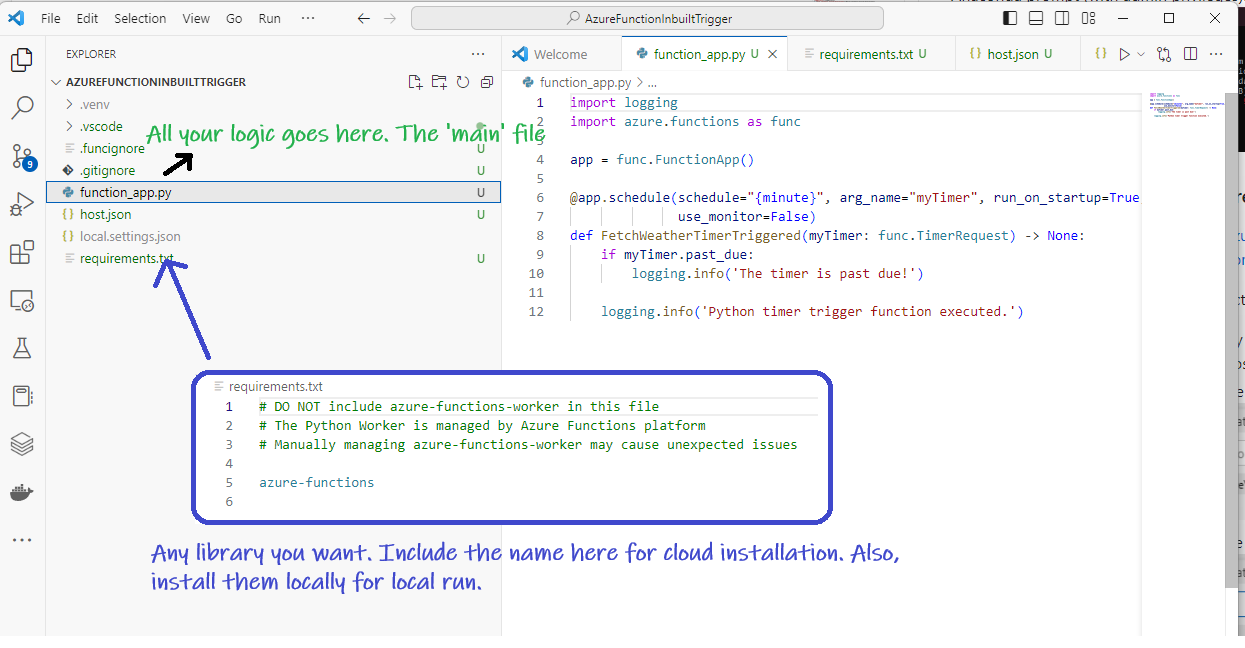 File Edit Selection View Go Run ···
AzureFunctionInbuiltTrigger
EXPLORER ···
AZUREFUNCTIONINBUILTTRIGGER
.venv
.vscode
All your logic goes here. The 'main' file
.funcignore U
.gitignore U
function_app.py U
host.json U
local.settings.json
requirements.txt U
9
Welcome
function_app.py U
requirements.txt U
host.json U
function_app.py > ...
1 import logging
2 import azure.functions as func
3
4 app = func.FunctionApp()
5
6 @app.schedule(schedule="{minute}", arg_name="myTimer", run_on_startup=True
7 use_monitor=False)
8 def FetchWeatherTimerTriggered(myTimer: func.TimerRequest) -> None:
9 if myTimer.past_due:
10 logging.info('The timer is past due!')
11
12 logging.info('Python timer trigger function executed.')
requirements.txt
1 # DO NOT include azure-functions-worker in this file
2 # The Python Worker is managed by Azure Functions platform
3 # Manually managing azure-functions-worker may cause unexpected issues
4
5 azure-functions
6
Any library you want. Include the name here for cloud installation. Also,
install them locally for local run.